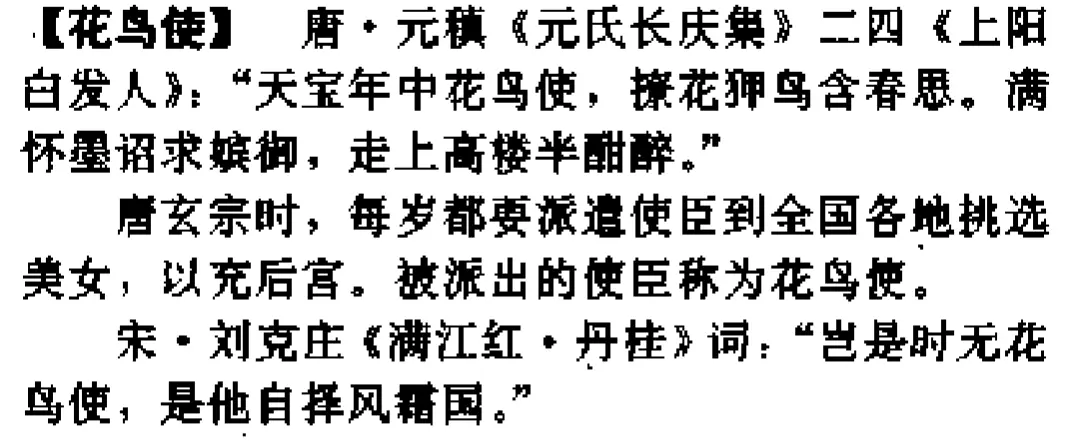 【花鸟使】 唐·元稹《元氏长庆集》二四《上阳
白发人》：“天宝年中花鸟使，撩花狎鸟含春思。满
怀墨诏求嫔御，走上高楼半酣醉。”
唐玄宗时，每岁都要派遣使臣到全国各地挑选
美女，以充后宫。被派出的使臣称为花鸟使。
宋·刘克庄《满江红·丹桂》词：“岂是时无花
鸟使，是他自择风霜国。”